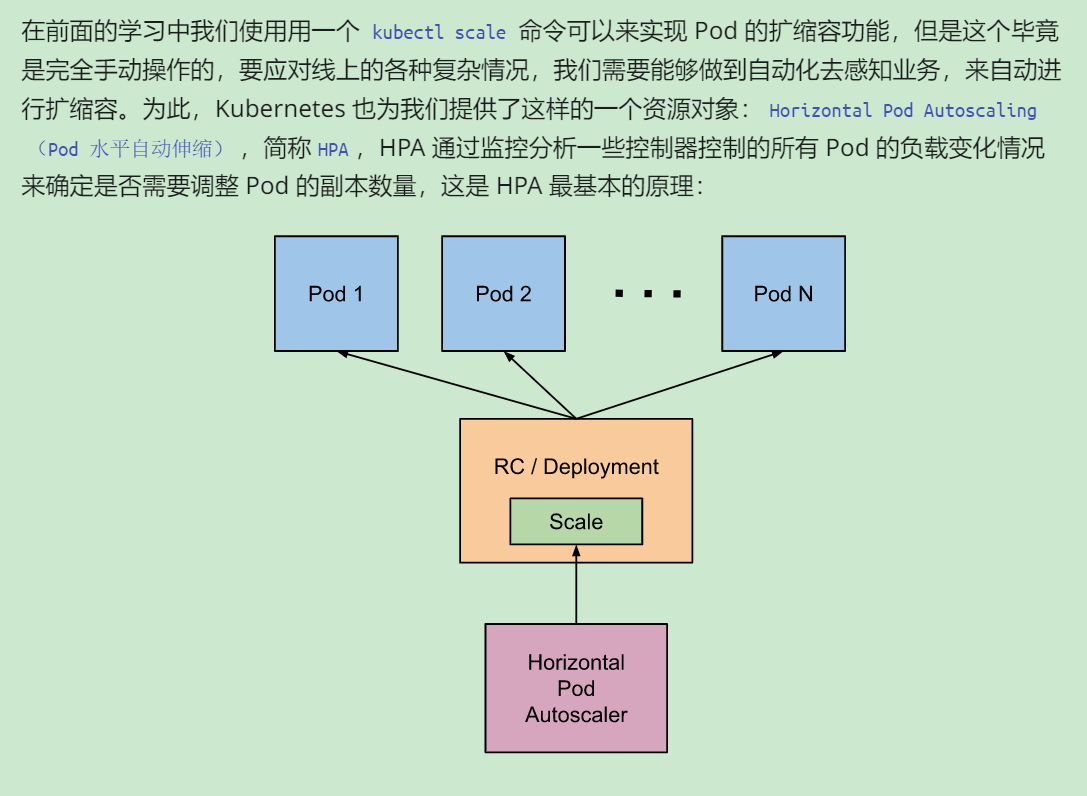 在前面的学习中我们使用用一个 kubectl scale 命令可以来实现 Pod 的扩缩容功能，但是这个毕竟
是完全手动操作的，要应对线上的各种复杂情况，我们需要能够做到自动化去感知业务，来自动进
行扩缩容。为此，Kubernetes 也为我们提供了这样的一个资源对象： Horizontal Pod Autoscaling
（Pod 水平自动伸缩） ，简称 HPA ，HPA 通过监控分析一些控制器控制的所有 Pod 的负载变化情况
来确定是否需要调整 Pod 的副本数量，这是 HPA 最基本的原理：
Pod 1
Pod 2
Pod N
RC / Deployment
Scale
Horizontal
Pod
Autoscaler